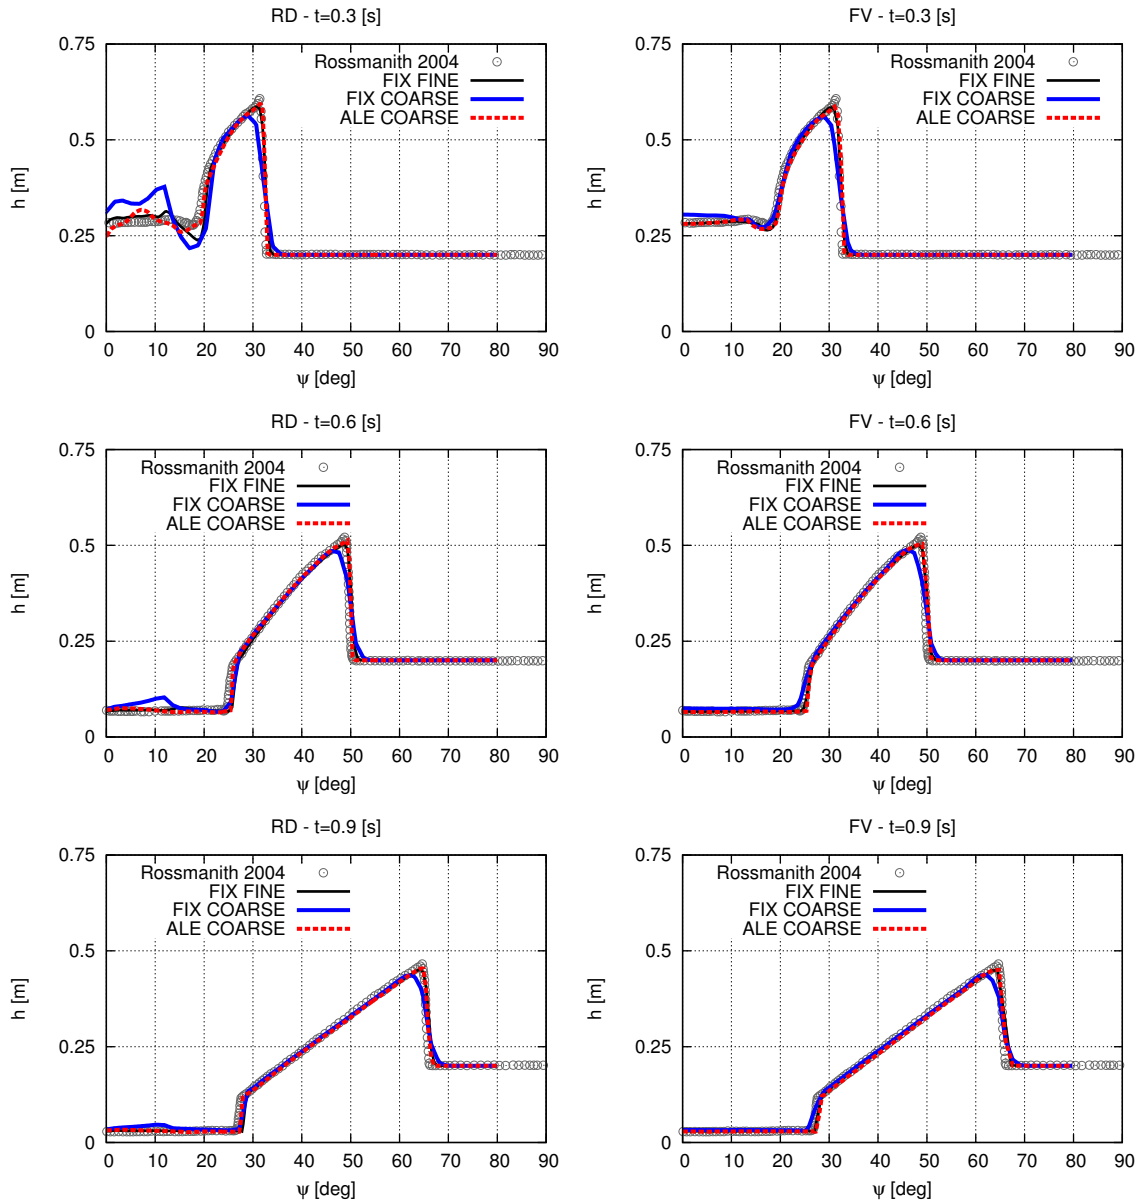 RD - t=0.3 [s]
0.75
0.5
0.25
0
h [m]
Rossmanith 2004
FIX FINE
FIX COARSE
ALE COARSE
0 10 20 30 40 50 60 70 80 90
ψ [deg]
FV - t=0.3 [s]
0.75
0.5
0.25
0
h [m]
Rossmanith 2004
FIX FINE
FIX COARSE
ALE COARSE
0 10 20 30 40 50 60 70 80 90
ψ [deg]
RD - t=0.6 [s]
0.75
0.5
0.25
0
h [m]
Rossmanith 2004
FIX FINE
FIX COARSE
ALE COARSE
0 10 20 30 40 50 60 70 80 90
ψ [deg]
FV - t=0.6 [s]
0.75
0.5
0.25
0
h [m]
Rossmanith 2004
FIX FINE
FIX COARSE
ALE COARSE
0 10 20 30 40 50 60 70 80 90
ψ [deg]
RD - t=0.9 [s]
0.75
0.5
0.25
0
h [m]
Rossmanith 2004
FIX FINE
FIX COARSE
ALE COARSE
0 10 20 30 40 50 60 70 80 90
ψ [deg]
FV - t=0.9 [s]
0.75
0.5
0.25
0
h [m]
Rossmanith 2004
FIX FINE
FIX COARSE
ALE COARSE
0 10 20 30 40 50 60 70 80 90
ψ [deg]